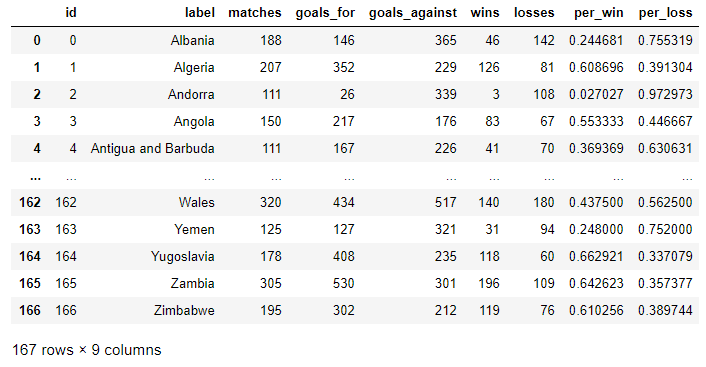 id label matches goals_for goals_against wins losses per_win per_loss
0 0 Albania 188 146 365 46 142 0.244681 0.755319
1 1 Algeria 207 352 229 126 81 0.608696 0.391304
2 2 Andorra 111 26 339 3 108 0.027027 0.972973
3 3 Angola 150 217 176 83 67 0.553333 0.446667
4 4 Antigua and Barbuda 111 167 226 41 70 0.369369 0.630631
... ... ... ... ... ... ... ... ... ...
162 162 Wales 320 434 517 140 180 0.437500 0.562500
163 163 Yemen 125 127 321 31 94 0.248000 0.752000
164 164 Yugoslavia 178 408 235 118 60 0.662921 0.337079
165 165 Zambia 305 530 301 196 109 0.642623 0.357377
166 166 Zimbabwe 195 302 212 119 76 0.610256 0.389744
167 rows × 9 columns